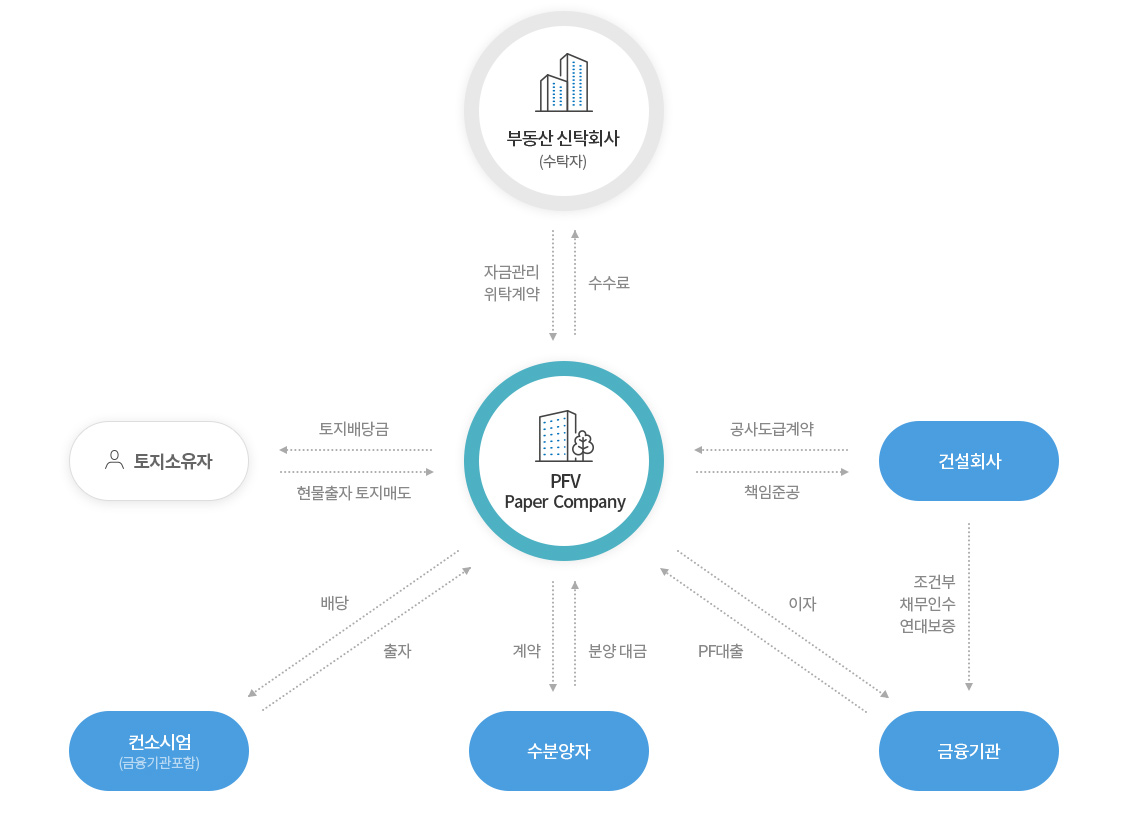 부동산 신탁회사
(수탁자)
자금관리
위탁계약
수수료
토지배당금
공사도급계약
토지소유자
PFV
Paper Company
건설회사
현물출자 토지매도
책임준공
조건부
채무인수
연대보증
배당
이자
출자
계약
분양 대금
PF대출
컨소시엄
(금융기관포함)
수분양자
금융기관